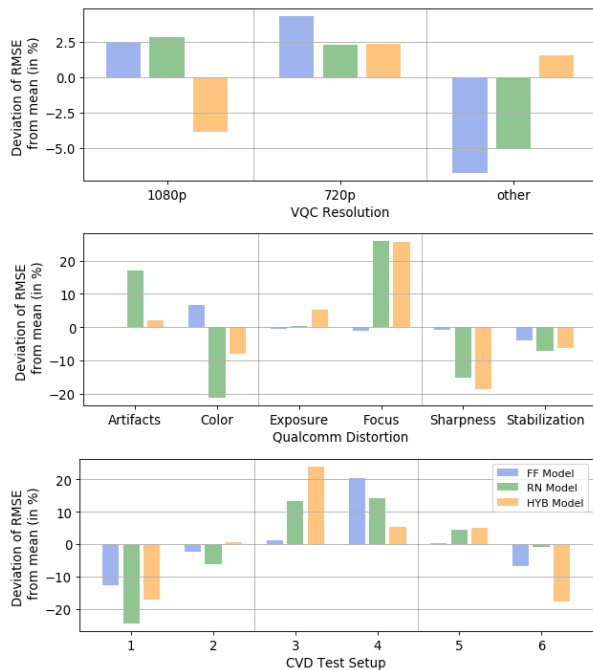 Deviation of RMSE
from mean (in %)
2.5
0.0
−2.5
−5.0
1080p 720p other
VQC Resolution
Deviation of RMSE
from mean (in %)
20
10
0
−10
−20
Artifacts Color Exposure Focus Sharpness Stabilization
Qualcomm Distortion
Deviation of RMSE
from mean (in %)
20
10
0
−10
−20
FF Model
RN Model
HYB Model
1 2 3 4 5 6
CVD Test Setup